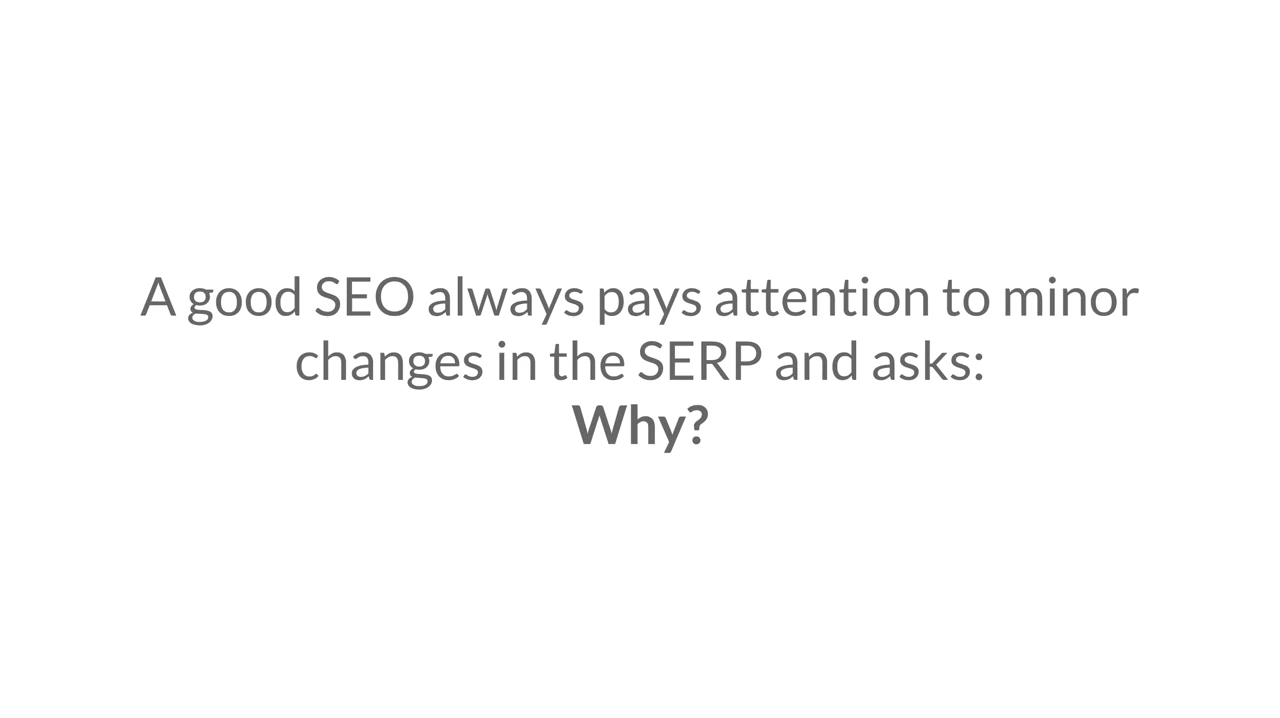 A good SEO always pays attention to minor
changes in the SERP and asks:
Why?